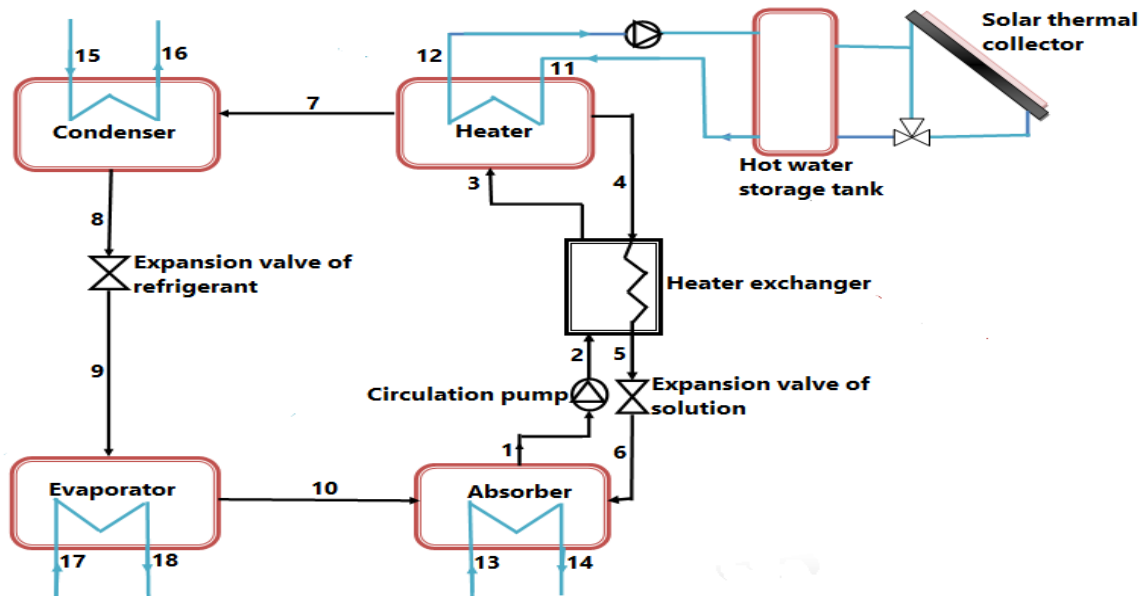 15
16
12
11
Solar thermal
collector
7
Condenser
Heater
Hot water
storage tank
3
4
8
Expansion valve of
refrigerant
Heater exchanger
9
2
5
Circulation pump
Expansion valve of
solution
1
6
Evaporator
10
Absorber
17
18
13
14